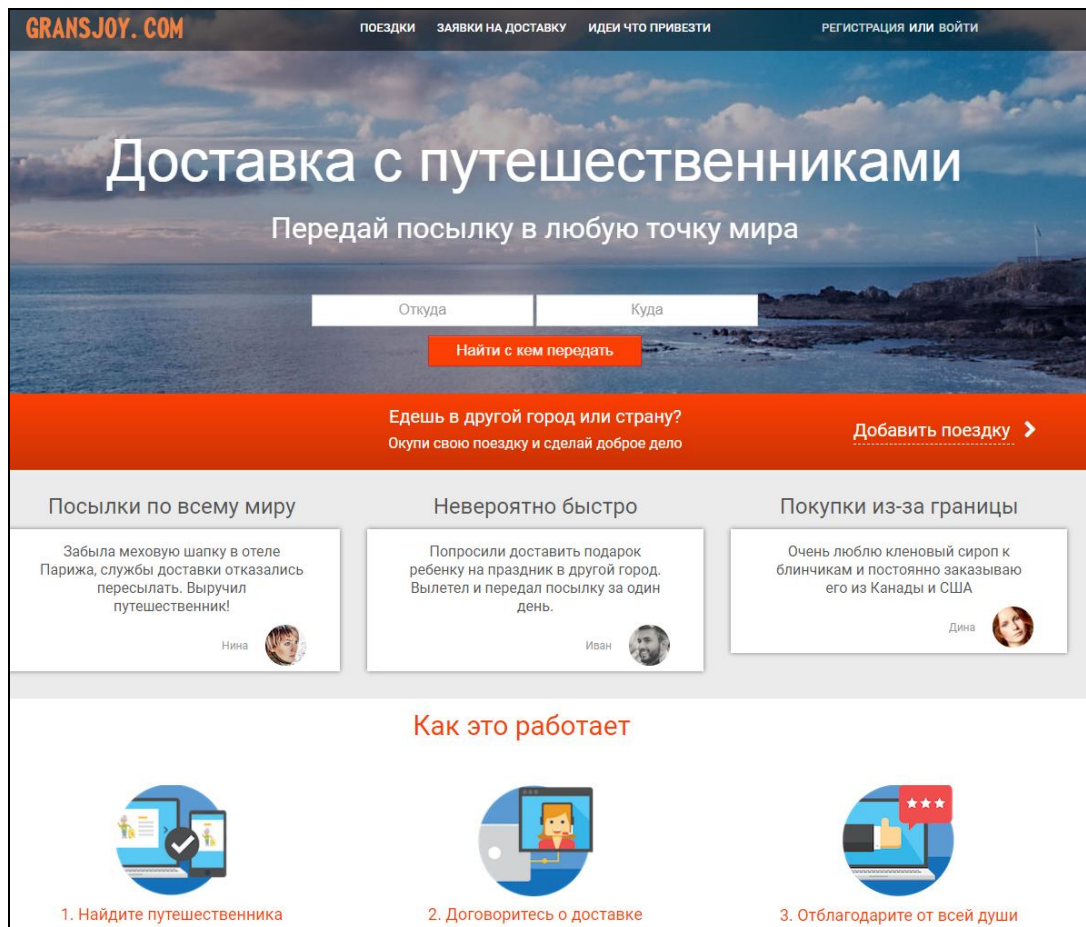 GRANSJOY.COM
ПОЕЗДКИ ЗАЯВКИ НА ДОСТАВКУ ИДЕИ ЧТО ПРИВЕЗТИ РЕГИСТРАЦИЯ ИЛИ ВОЙТИ
Доставка с путешественниками
Передай посылку в любую точку мира
Откуда Куда
Найти с кем передать
Едешь в другой город или страну?
Окупи свою поездку и сделай доброе дело
Добавить поездку
Посылки по всему миру
Забыла меховую шапку в отеле
Парижа, службы доставки отказались
пересылать. Выручил
путешественник!
Нина
Невероятно быстро
Попросили доставить подарок
ребенку на праздник в другой город.
Вылетел и передал посылку за один
день.
Иван
Покупки из-за границы
Очень люблю кленовый сироп к
блинчикам и постоянно заказываю
его из Канады и США
Дина
Как это работает
1. Найдите путешественника
2. Договоритесь о доставке
3. Отблагодарите от всей души